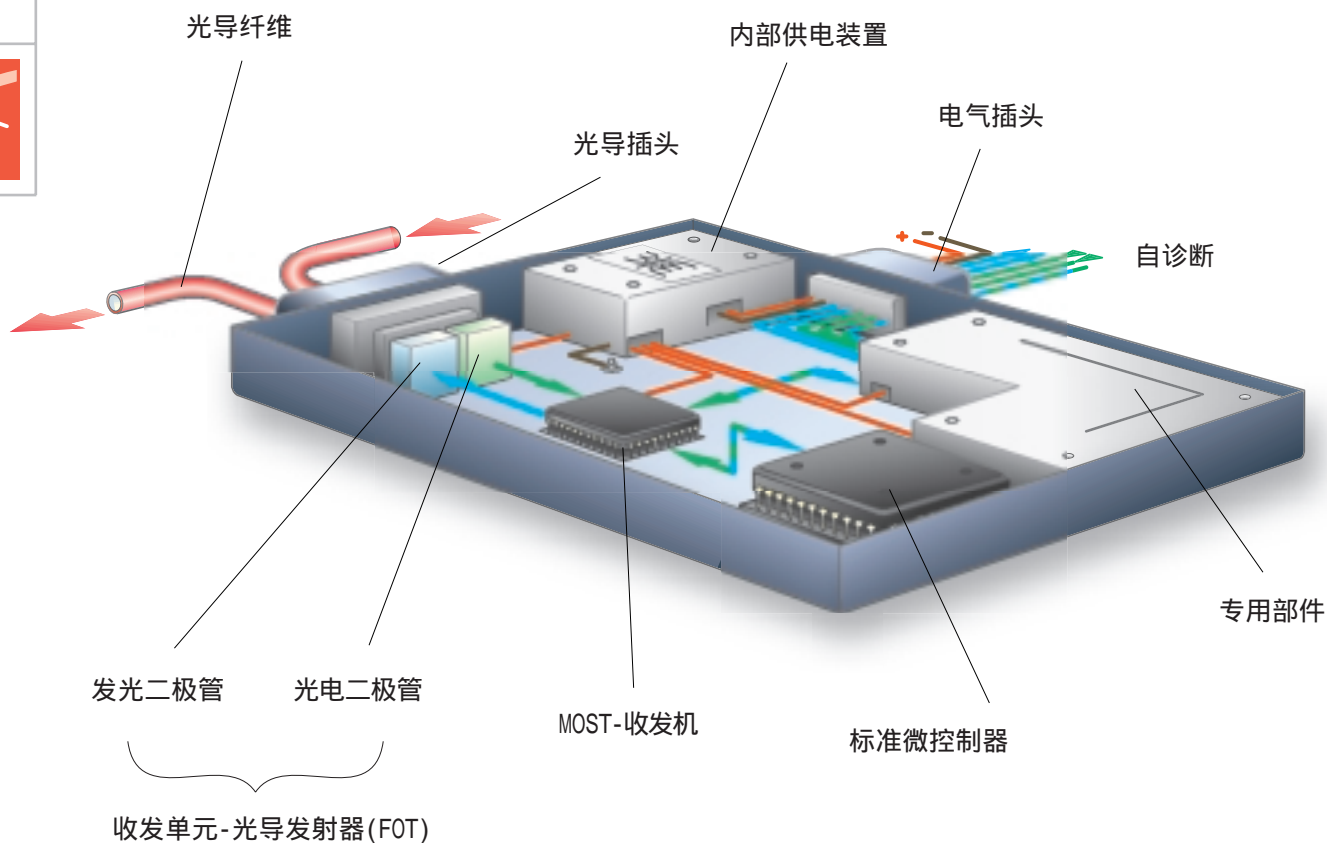 光导纤维
内部供电装置
电气插头
光导插头
+ -
自诊断
专用部件
发光二极管
光电二极管
MOST-收发机
标准微控制器
收发单元-光导发射器(FOT)